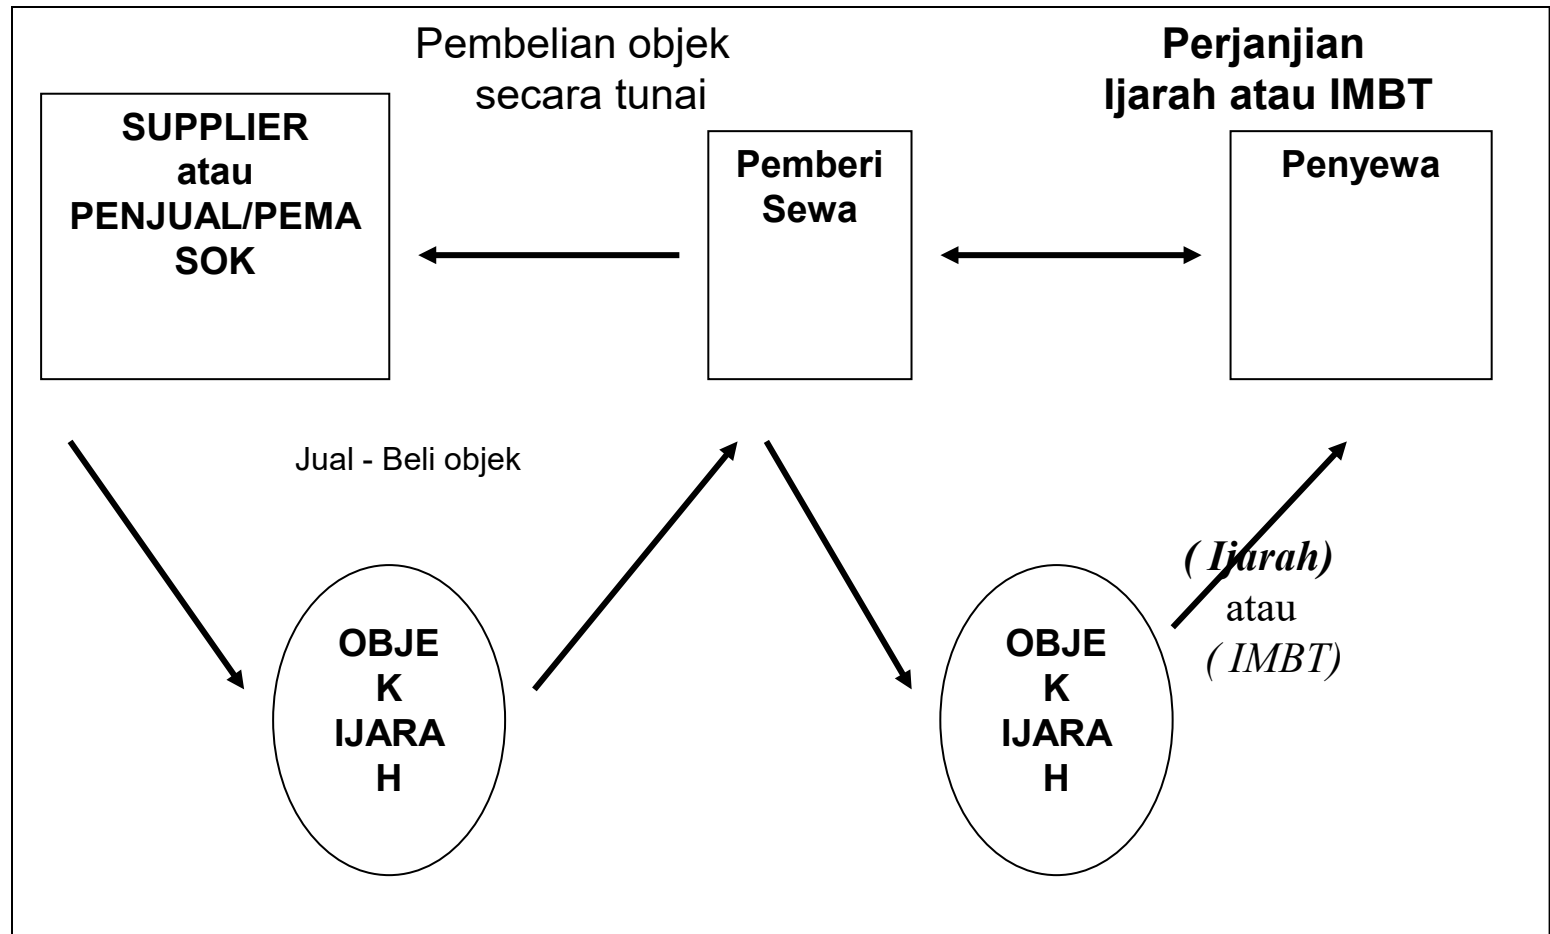 Pembelian objek
secara tunai
Perjanjian
Ijarah atau IMBT
SUPPLIER
atau
PENJUAL/PEMA
SOK
Pemberi
Sewa
Penyewa
Jual - Beli objek
OBJE
K
IJARA
H
OBJE
K
IJARA
H
( Ijarah)
atau
( IMBT)